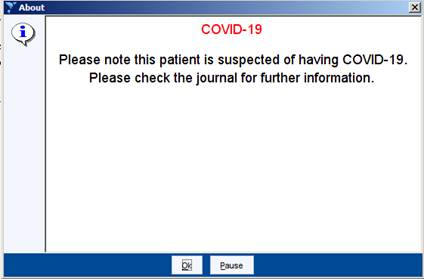 About
COVID-19
Please note this patient is suspected of having COVID-19.
Please check the journal for further information.
Ok
Pause